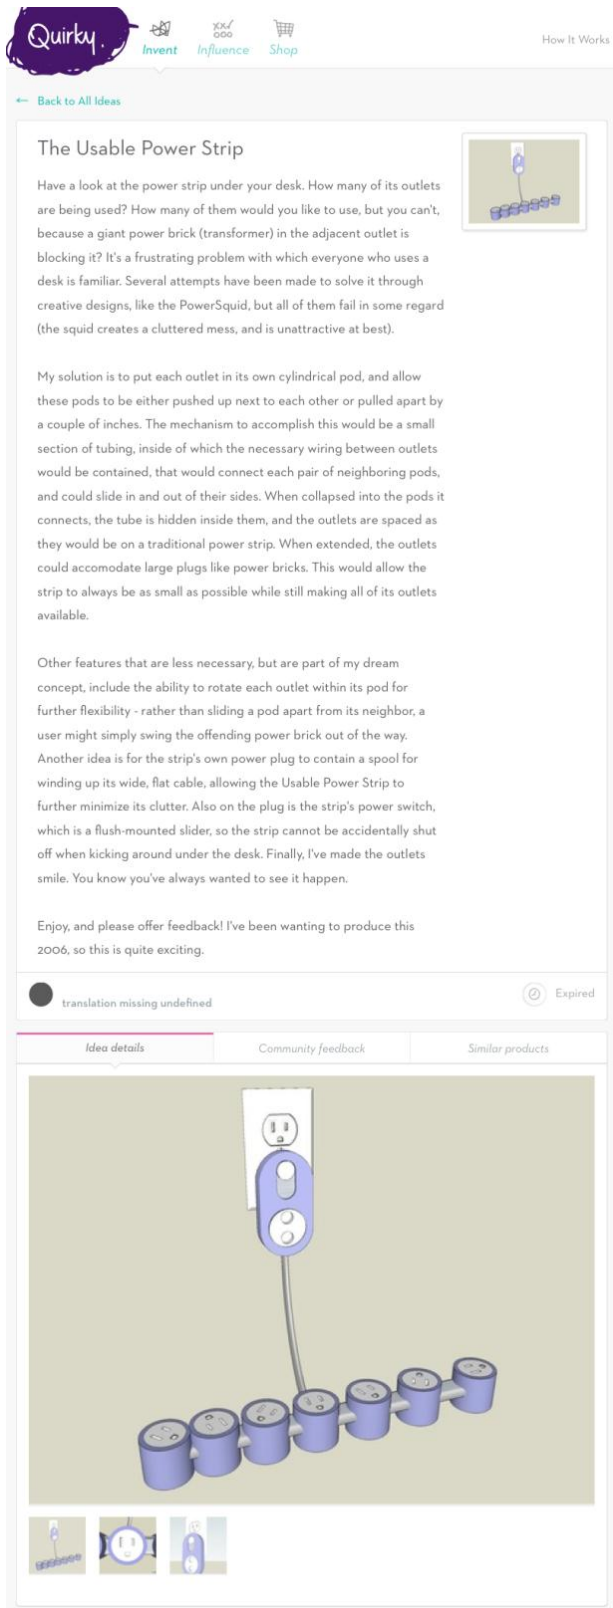 Quirky.
Invent
Influence
Shop
How It Works
← Back to All Ideas
The Usable Power Strip
Have a look at the power strip under your desk. How many of its outlets
are being used? How many of them would you like to use, but you can't,
because a giant power brick (transformer) in the adjacent outlet is
blocking it? It's a frustrating problem with which everyone who uses a
desk is familiar. Several attempts have been made to solve it through
creative designs, like the PowerSquid, but all of them fail in some regard
(the squid creates a cluttered mess, and is unattractive at best).
My solution is to put each outlet in its own cylindrical pod, and allow
these pods to be either pushed up next to each other or pulled apart by
a couple of inches. The mechanism to accomplish this would be a small
section of tubing, inside of which the necessary wiring between outlets
would be contained, that would connect each pair of neighboring pods,
and could slide in and out of their sides. When collapsed into the pods it
connects, the tube is hidden inside them, and the outlets are spaced as
they would be on a traditional power strip. When extended, the outlets
could accomodate large plugs like power bricks. This would allow the
strip to always be as small as possible while still making all of its outlets
available.
Other features that are less necessary, but are part of my dream
concept, include the ability to rotate each outlet within its pod for
further flexibility - rather than sliding a pod apart from its neighbor, a
user might simply swing the offending power brick out of the way.
Another idea is for the strip's own power plug to contain a spool for
winding up its wide, flat cable, allowing the Usable Power Strip to
further minimize its clutter. Also on the plug is the strip's power switch,
which is a flush-mounted slider, so the strip cannot be accidentally shut
off when kicking around under the desk. Finally, I've made the outlets
smile. You know you've always wanted to see it happen.
Enjoy, and please offer feedback! I've been wanting to produce this
2006, so this is quite exciting.
translation missing undefined
Expired
Idea details
Community feedback
Similar products